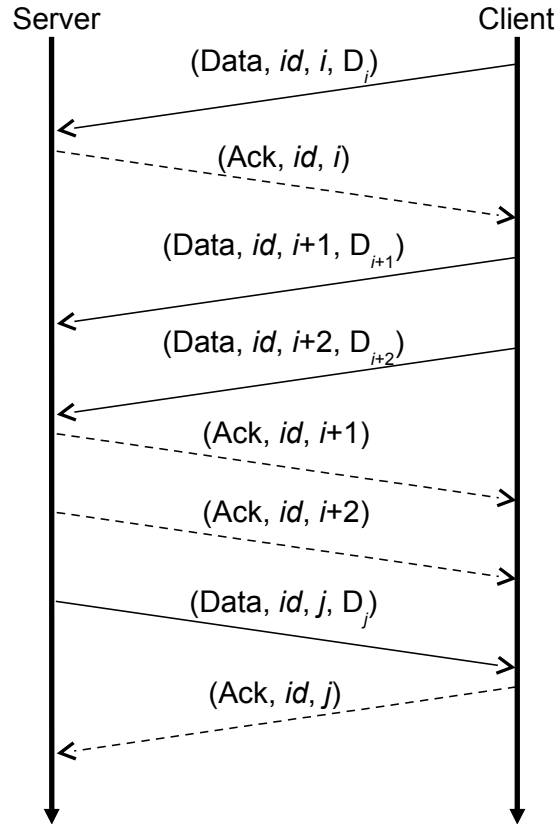 Server Client
(Data, id, i, Dᵢ)
(Ack, id, i)
(Data, id, i+1, Dᵢ₊₁)
(Data, id, i+2, Dᵢ₊₂)
(Ack, id, i+1)
(Ack, id, i+2)
(Data, id, j, Dⱼ)
(Ack, id, j)